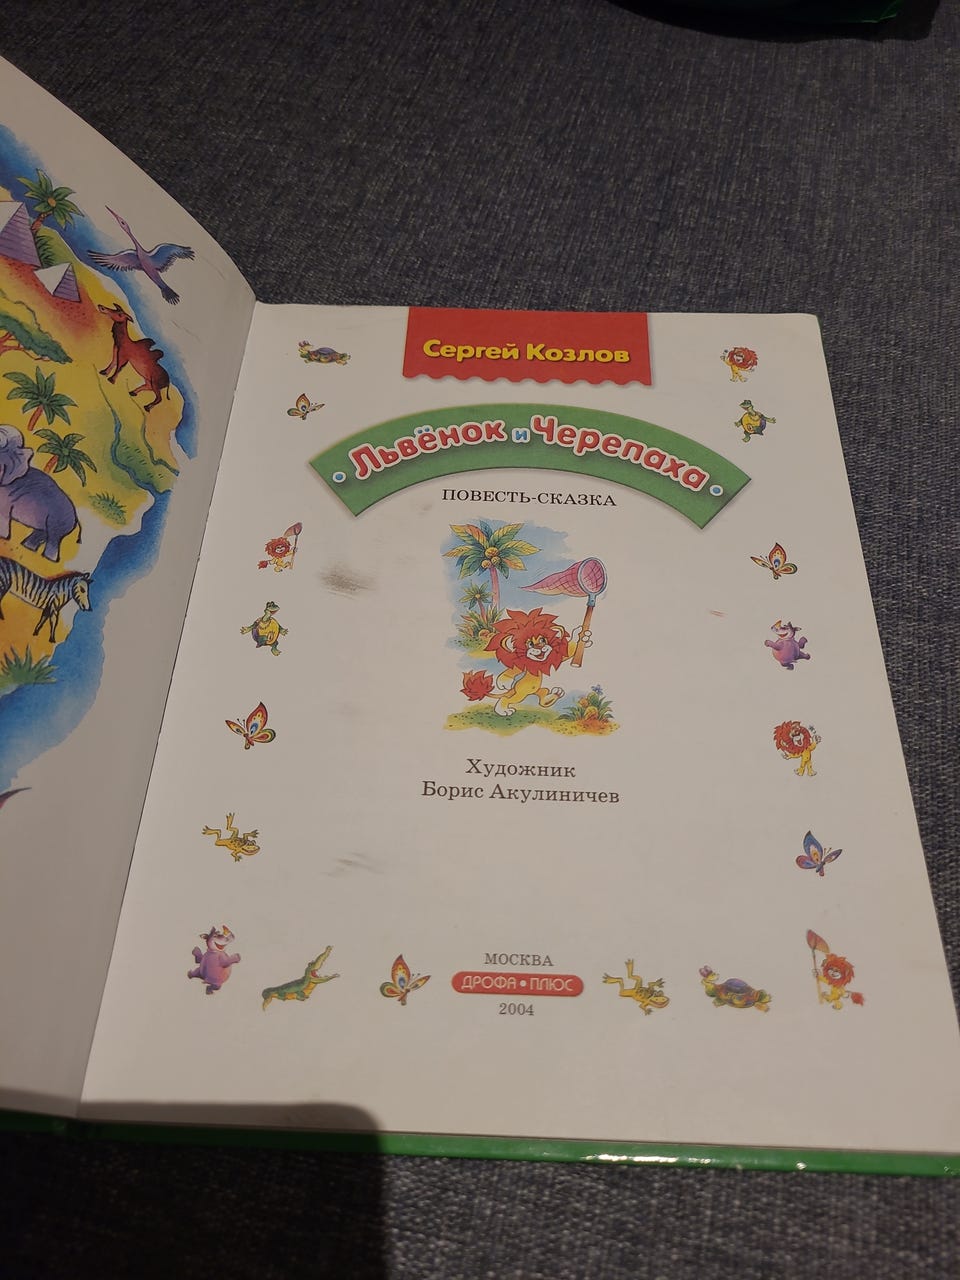 Сергей Козлов
Львёнок и Черепаха
ПОВЕСТЬ-СКАЗКА
Художник
Борис Акулиничев
МОСКВА
ДРОФА•ПЛЮС
2004